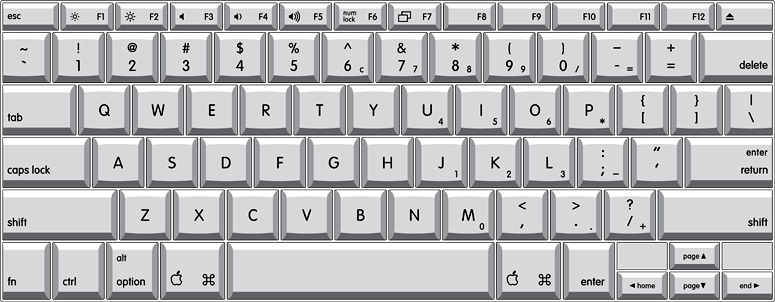 esc F1 F2 F3 F4 F5 num lock F6 F7 F8 F9 F10 F11 F12
~ ` ! 1 @ 2 # 3 $ 4 % 5 ^ 6 c & 7 7 * 8 8 ( 9 9 ) 0 / – - = + = delete
tab Q W E R T Y U 4 I 5 O 6 P * { [ } ] | \
caps lock A S D F G H J 1 K 2 L 3 : ; – " ' enter return
shift Z X C V B N M 0 < , > . . ? / + shift
fn ctrl alt option ⌘ ⌘ enter ◀ home page ▲ page ▼ end ▶